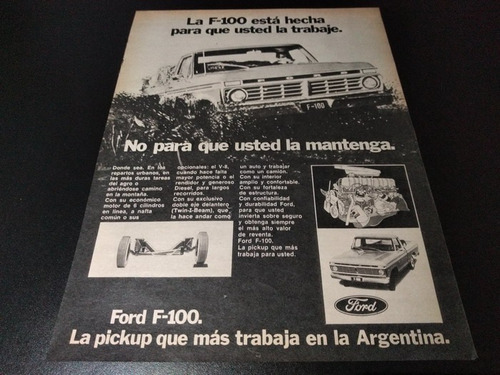 La F-100 está hecha
para que usted la trabaje.
F-100
No para que usted la mantenga.
Donde sea. En los
repartos urbanos, en
las más duras tareas
del agro o
abriéndose camino
en la montaña.
Con su económico
motor de 6 cilindros
en línea, a nafta
común o sus
opcionales: el V-8,
cuando hace falta
mayor potencia o el
rendidor y generoso
Diesel, para largos
recorridos.
Con su exclusivo
doble eje delantero
(Twin-I-Beam), que
la hace andar como
un auto y trabajar
como un camión.
Con su interior
amplio y confortable.
Con su fortaleza
de estructura.
Con confiabilidad
y durabilidad Ford,
para que usted
invierta sobre seguro
y obtenga siempre
el más alto valor
de reventa.
Ford F-100.
La pickup que más
trabaja para usted.
Ford
Ford F-100.
La pickup que más trabaja en la Argentina.